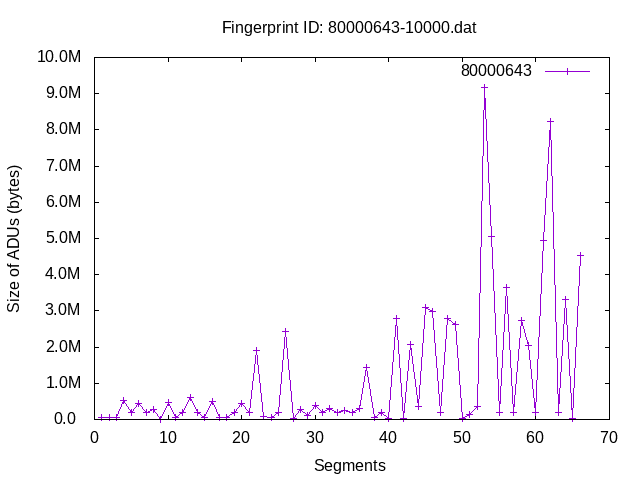 Fingerprint ID: 80000643-10000.dat
80000643
10.0M
9.0M
8.0M
7.0M
6.0M
5.0M
4.0M
3.0M
2.0M
1.0M
0.0
Size of ADUs (bytes)
0 10 20 30 40 50 60 70
Segments